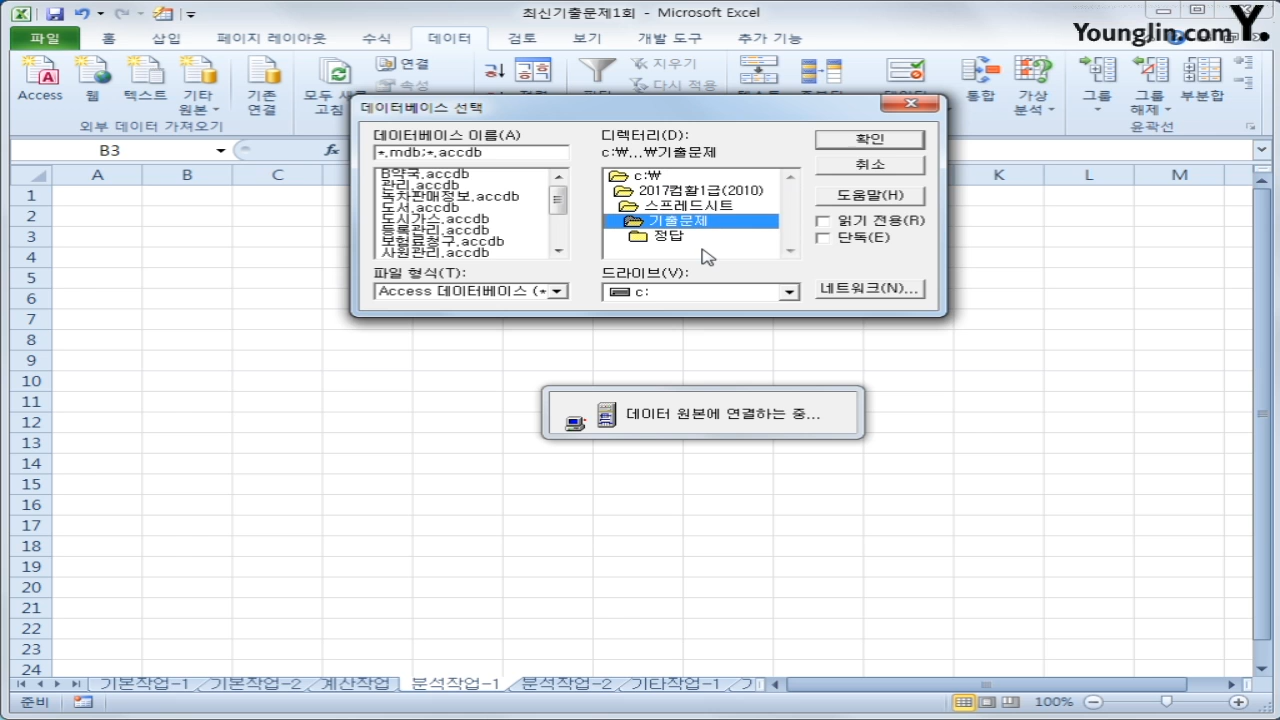 최신기출문제1회 - Microsoft Excel
Younglin.com Y.
파일 홈 삽입 페이지 레이아웃 수식 데이터 검토 보기 개발 도구 추가 기능
Access 웹 텍스트 기타 원본 기존 연결
외부 데이터 가져오기
연결
속성
지우기
다시 적용
통합 가상 분석 그룹 그룹 해제 부분합
윤곽선
B3 fx
데이터베이스 선택
데이터베이스 이름(A)
*.mdb;*.accdb
B약국.accdb
관리.accdb
녹차판매정보.accdb
도서.accdb
도시가스.accdb
등록관리.accdb
보험료청구.accdb
사원관리.accdb
파일 형식(T):
Access 데이터베이스 (*
디렉터리(D):
c:₩...₩기출문제
c:₩
2017컴활1급(2010)
스프레드시트
기출문제
정답
드라이브(V):
c:
확인
취소
도움말(H)
읽기 전용(R)
단독(E)
네트워크(N)...
A B C K L M
1
2
3
4
5
6
7
8
9
10
11
12
13
14
15
16
17
18
19
20
21
22
23
24
데이터 원본에 연결하는 중...
기본작업-1 기본작업-2 계산작업 분석작업-1 분석작업-2 기타작업-1
준비 100%